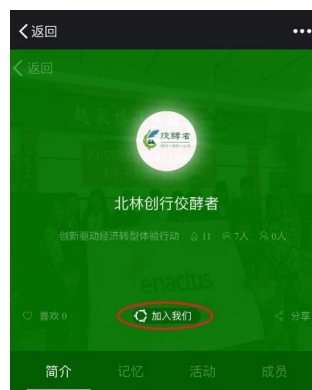 返回
返回
佼酵者
北林创行佼酵者
创新驱动经济转型体验行动 11 7人 0人
enactus
喜欢 0 加入我们 分享
简介 记忆 活动 成员